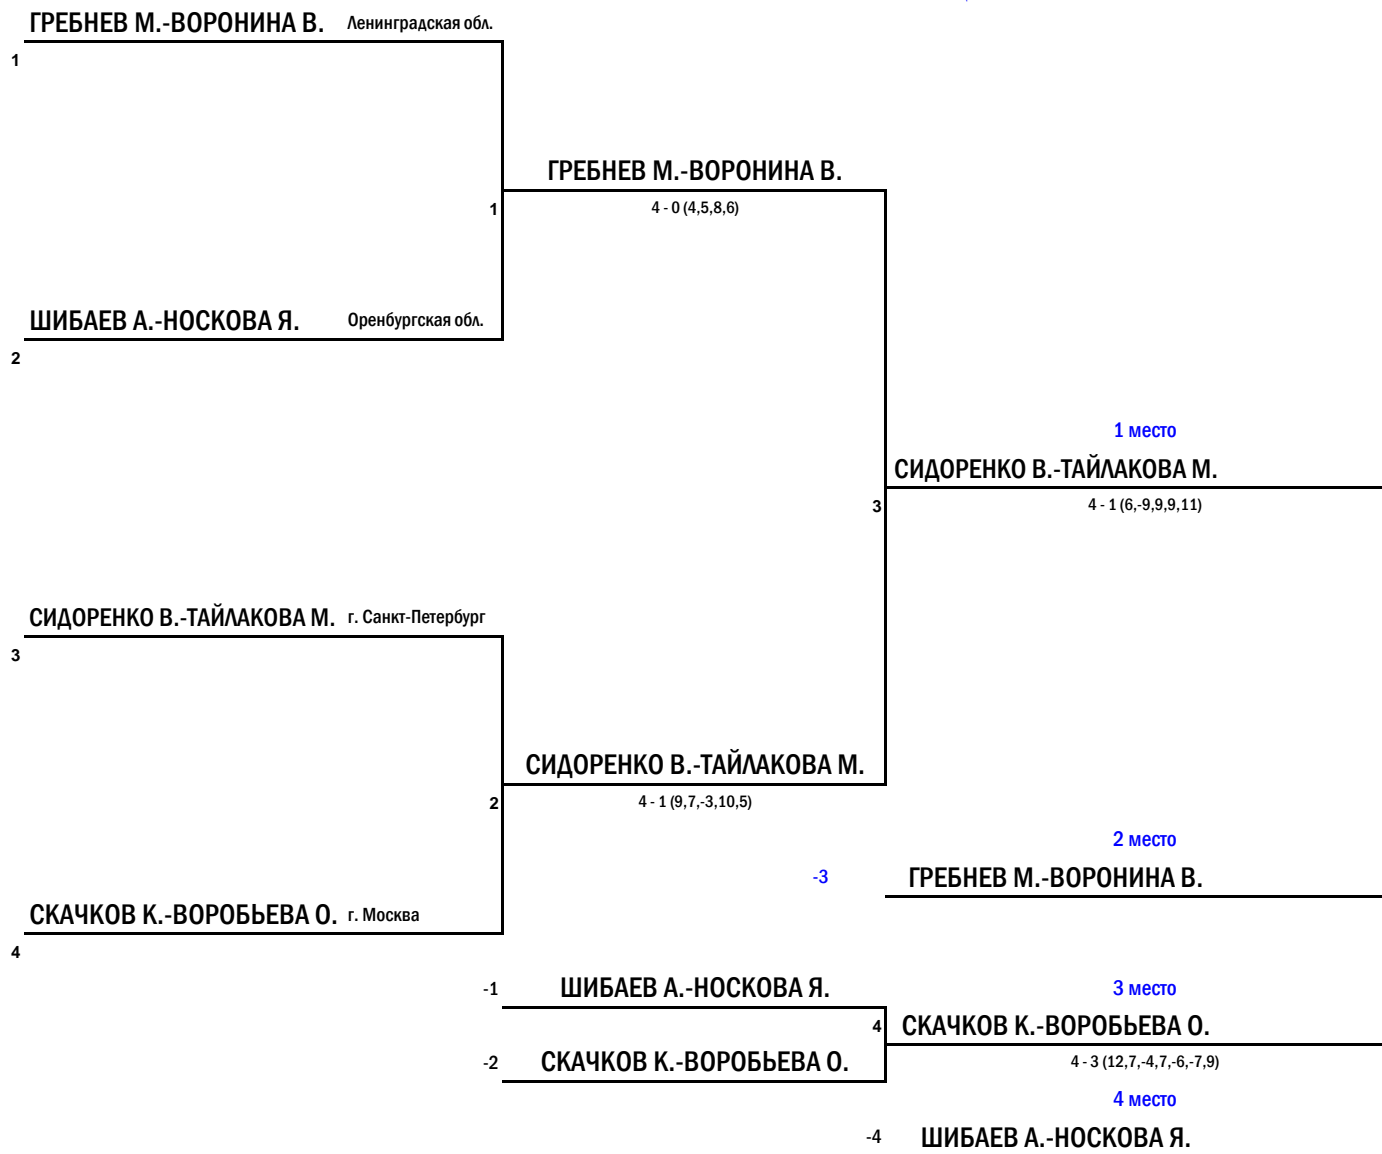 ГРЕБНЕВ М.-ВОРОНИНА В. Ленинградская обл.
1
ГРЕБНЕВ М.-ВОРОНИНА В.
1 4 - 0 (4,5,8,6)
ШИБАЕВ А.-НОСКОВА Я. Оренбургская обл.
2
1 место
СИДОРЕНКО В.-ТАЙЛАКОВА М.
3 4 - 1 (6,-9,9,9,11)
СИДОРЕНКО В.-ТАЙЛАКОВА М. г. Санкт-Петербург
3
СИДОРЕНКО В.-ТАЙЛАКОВА М.
2 4 - 1 (9,7,-3,10,5)
2 место
-3 ГРЕБНЕВ М.-ВОРОНИНА В.
СКАЧКОВ К.-ВОРОБЬЕВА О. г. Москва
4
-1 ШИБАЕВ А.-НОСКОВА Я. 3 место
4 СКАЧКОВ К.-ВОРОБЬЕВА О.
-2 СКАЧКОВ К.-ВОРОБЬЕВА О. 4 - 3 (12,7,-4,7,-6,-7,9)
4 место
-4 ШИБАЕВ А.-НОСКОВА Я.